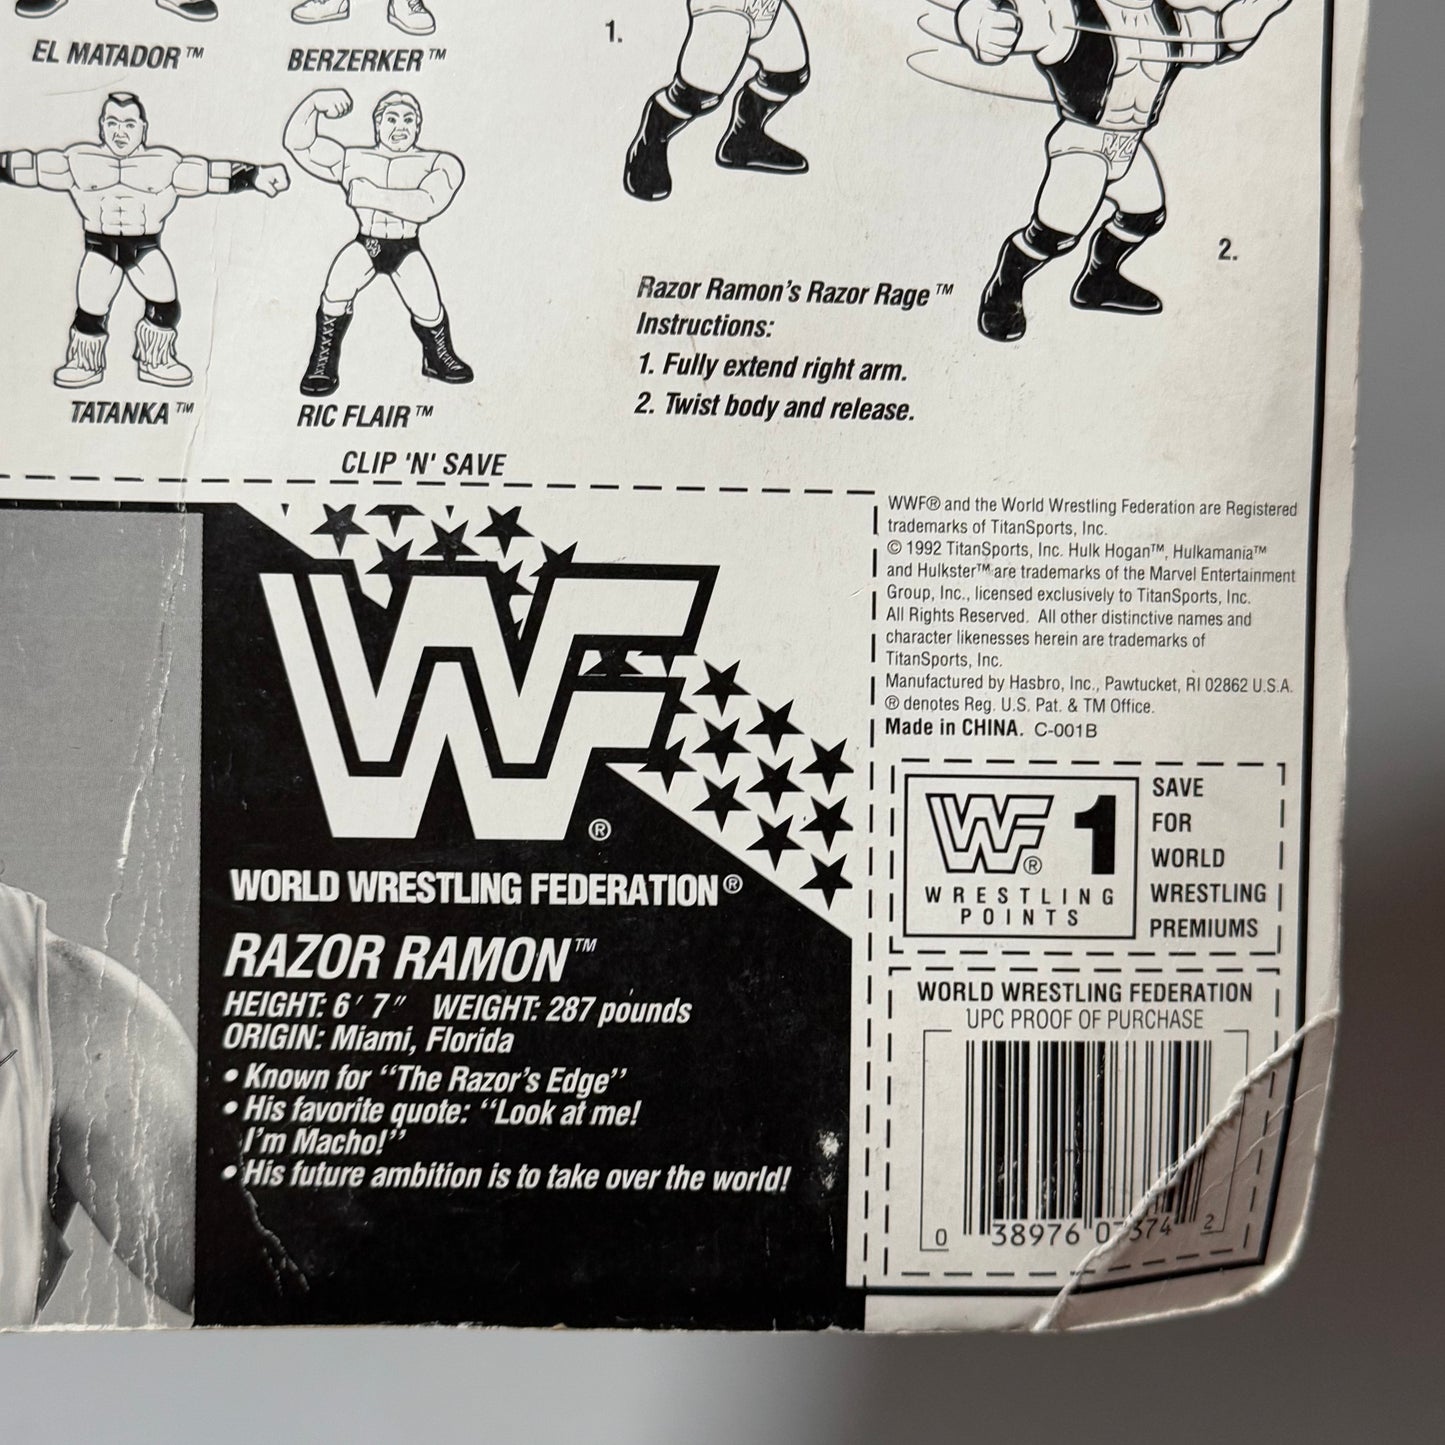 EL MATADOR™
BERZERKER™
1.
RAZOR
2.
TATANKA™
RIC FLAIR™
Razor Ramon's Razor Rage™
Instructions:
1. Fully extend right arm.
2. Twist body and release.
CLIP 'N' SAVE
WWF® and the World Wrestling Federation are Registered
trademarks of TitanSports, Inc.
© 1992 TitanSports, Inc. Hulk Hogan™, Hulkamania™
and Hulkster™ are trademarks of the Marvel Entertainment
Group, Inc., licensed exclusively to TitanSports, Inc.
All Rights Reserved. All other distinctive names and
character likenesses herein are trademarks of
TitanSports, Inc.
Manufactured by Hasbro, Inc., Pawtucket, RI 02862 U.S.A.
® denotes Reg. U.S. Pat. & TM Office.
Made in CHINA. C-001B
WF®
WORLD WRESTLING FEDERATION®
RAZOR RAMON™
HEIGHT: 6' 7" WEIGHT: 287 pounds
ORIGIN: Miami, Florida
• Known for “The Razor's Edge”
• His favorite quote: “Look at me!
I'm Macho!”
• His future ambition is to take over the world!
WF® 1
WRESTLING
POINTS
SAVE
FOR
WORLD
WRESTLING
PREMIUMS
WORLD WRESTLING FEDERATION
UPC PROOF OF PURCHASE
0 38976 07374 2